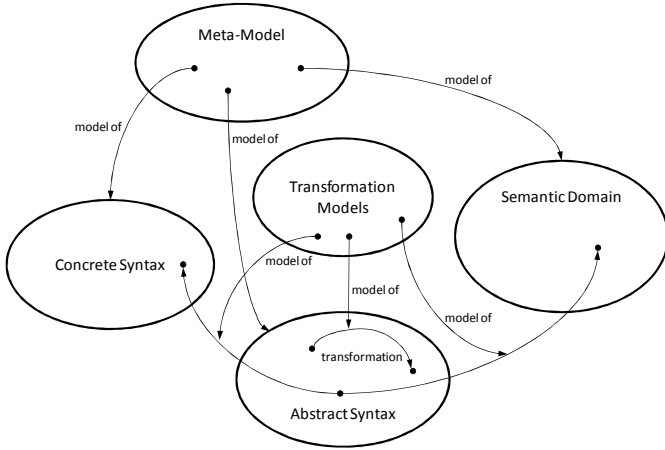 Meta-Model
model of
model of
model of
Transformation
Models
Semantic Domain
Concrete Syntax
model of
model of
model of
transformation
Abstract Syntax